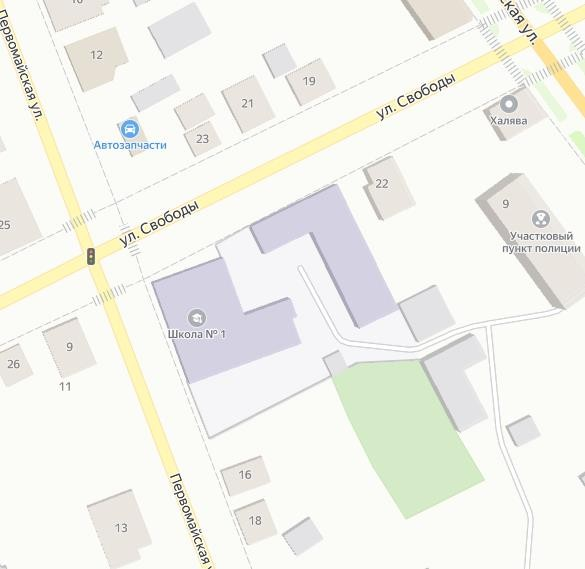 10
ская ул.
Первомайская ул.
12
19
ул. Свободы
21
Халява
23
Автозапчасти
22
9
25
ул. Свободы
Участковый
пункт полиции
Школа № 1
9
26
11
16
Первомайская у
18
13